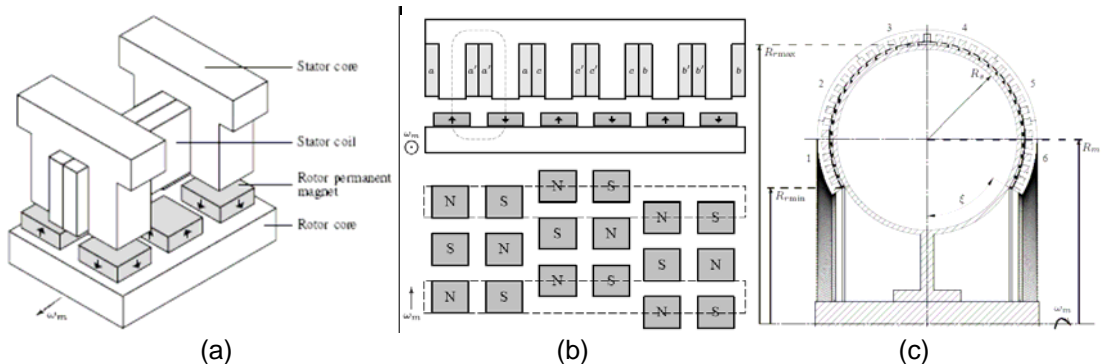 Stator core
Stator coil
Rotor permanent
magnet
Rotor core
ω_m
(a)
a a' a' a c c' c' c b b' b' b
ω_m
N S N S N S
S N S N S N
N S N S N S
ω_m
(b)
1 2 3 4 5 6
R_rmax
R_s
R_m
R_rmin
ξ
ω_m
(c)